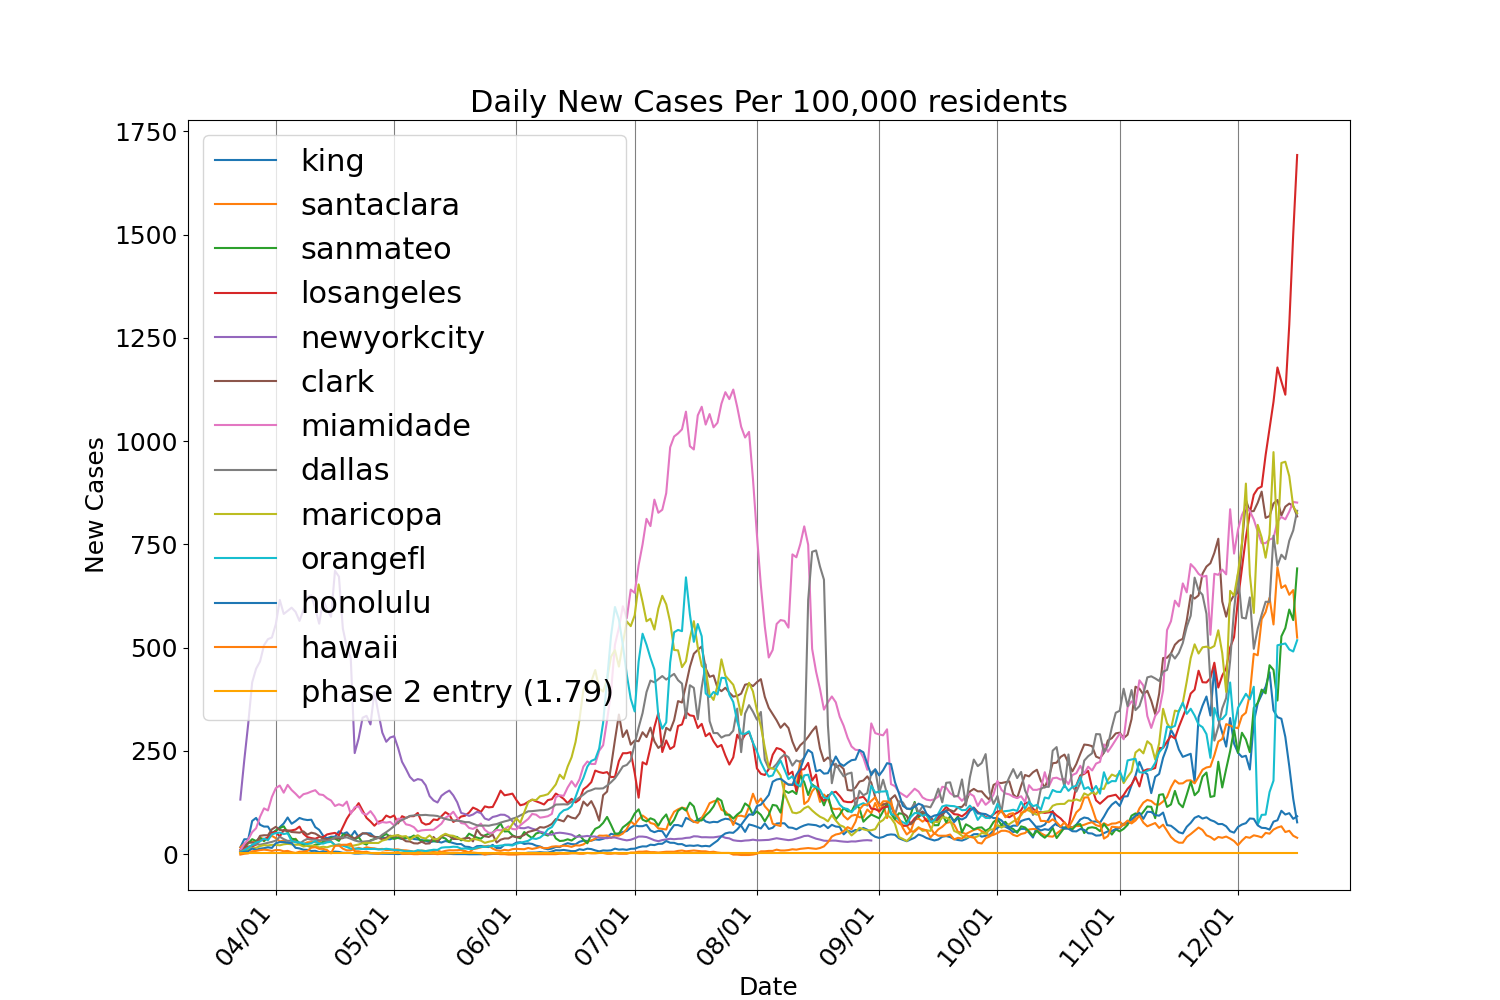 Daily New Cases Per 100,000 residents
1750
1500
1250
1000
750
500
250
0
New Cases
king
santaclara
sanmateo
losangeles
newyorkcity
clark
miamidade
dallas
maricopa
orangefl
honolulu
hawaii
phase 2 entry (1.79)
04/01
05/01
06/01
07/01
08/01
09/01
10/01
11/01
12/01
Date